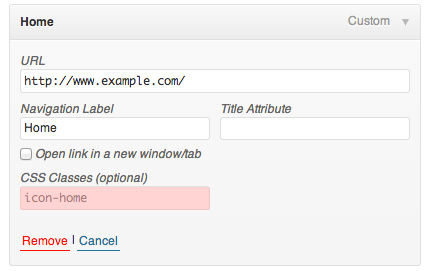 Home Custom ▼
URL
http://www.example.com/
Navigation Label Title Attribute
Home
Open link in a new window/tab
CSS Classes (optional)
icon-home
Remove | Cancel